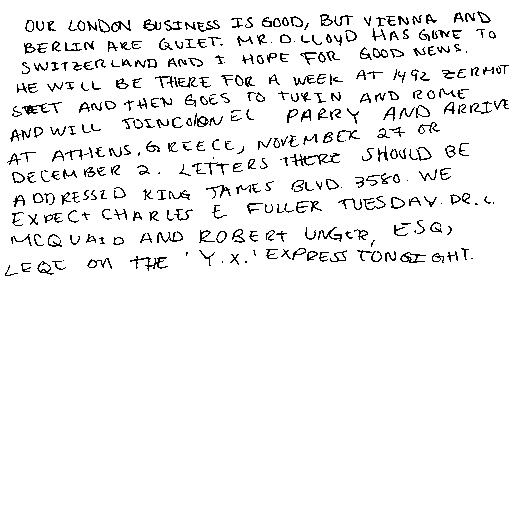 OUR LONDON BUSINESS IS GOOD, BUT VIENNA AND
BERLIN ARE QUIET. MR. D. LLOYD HAS GONE TO
SWITZERLAND AND I HOPE FOR GOOD NEWS.
HE WILL BE THERE FOR A WEEK AT 1492 ZERMOT
STEET AND THEN GOES TO TURIN AND ROME
AND WILL JOIN COLONEL PARRY AND ARRIVE
AT ATHENS, GREECE, NOVEMBER 27 OR
DECEMBER 2. LETTERS THERE SHOULD BE
ADDRESSED KING JAMES BLVD. 3580. WE
EXPECT CHARLES E FULLER TUESDAY. DR. L.
MCQUAID AND ROBERT UNGER, ESQ,
ON THE 'Y.X.' EXPRESS TONIGHT.